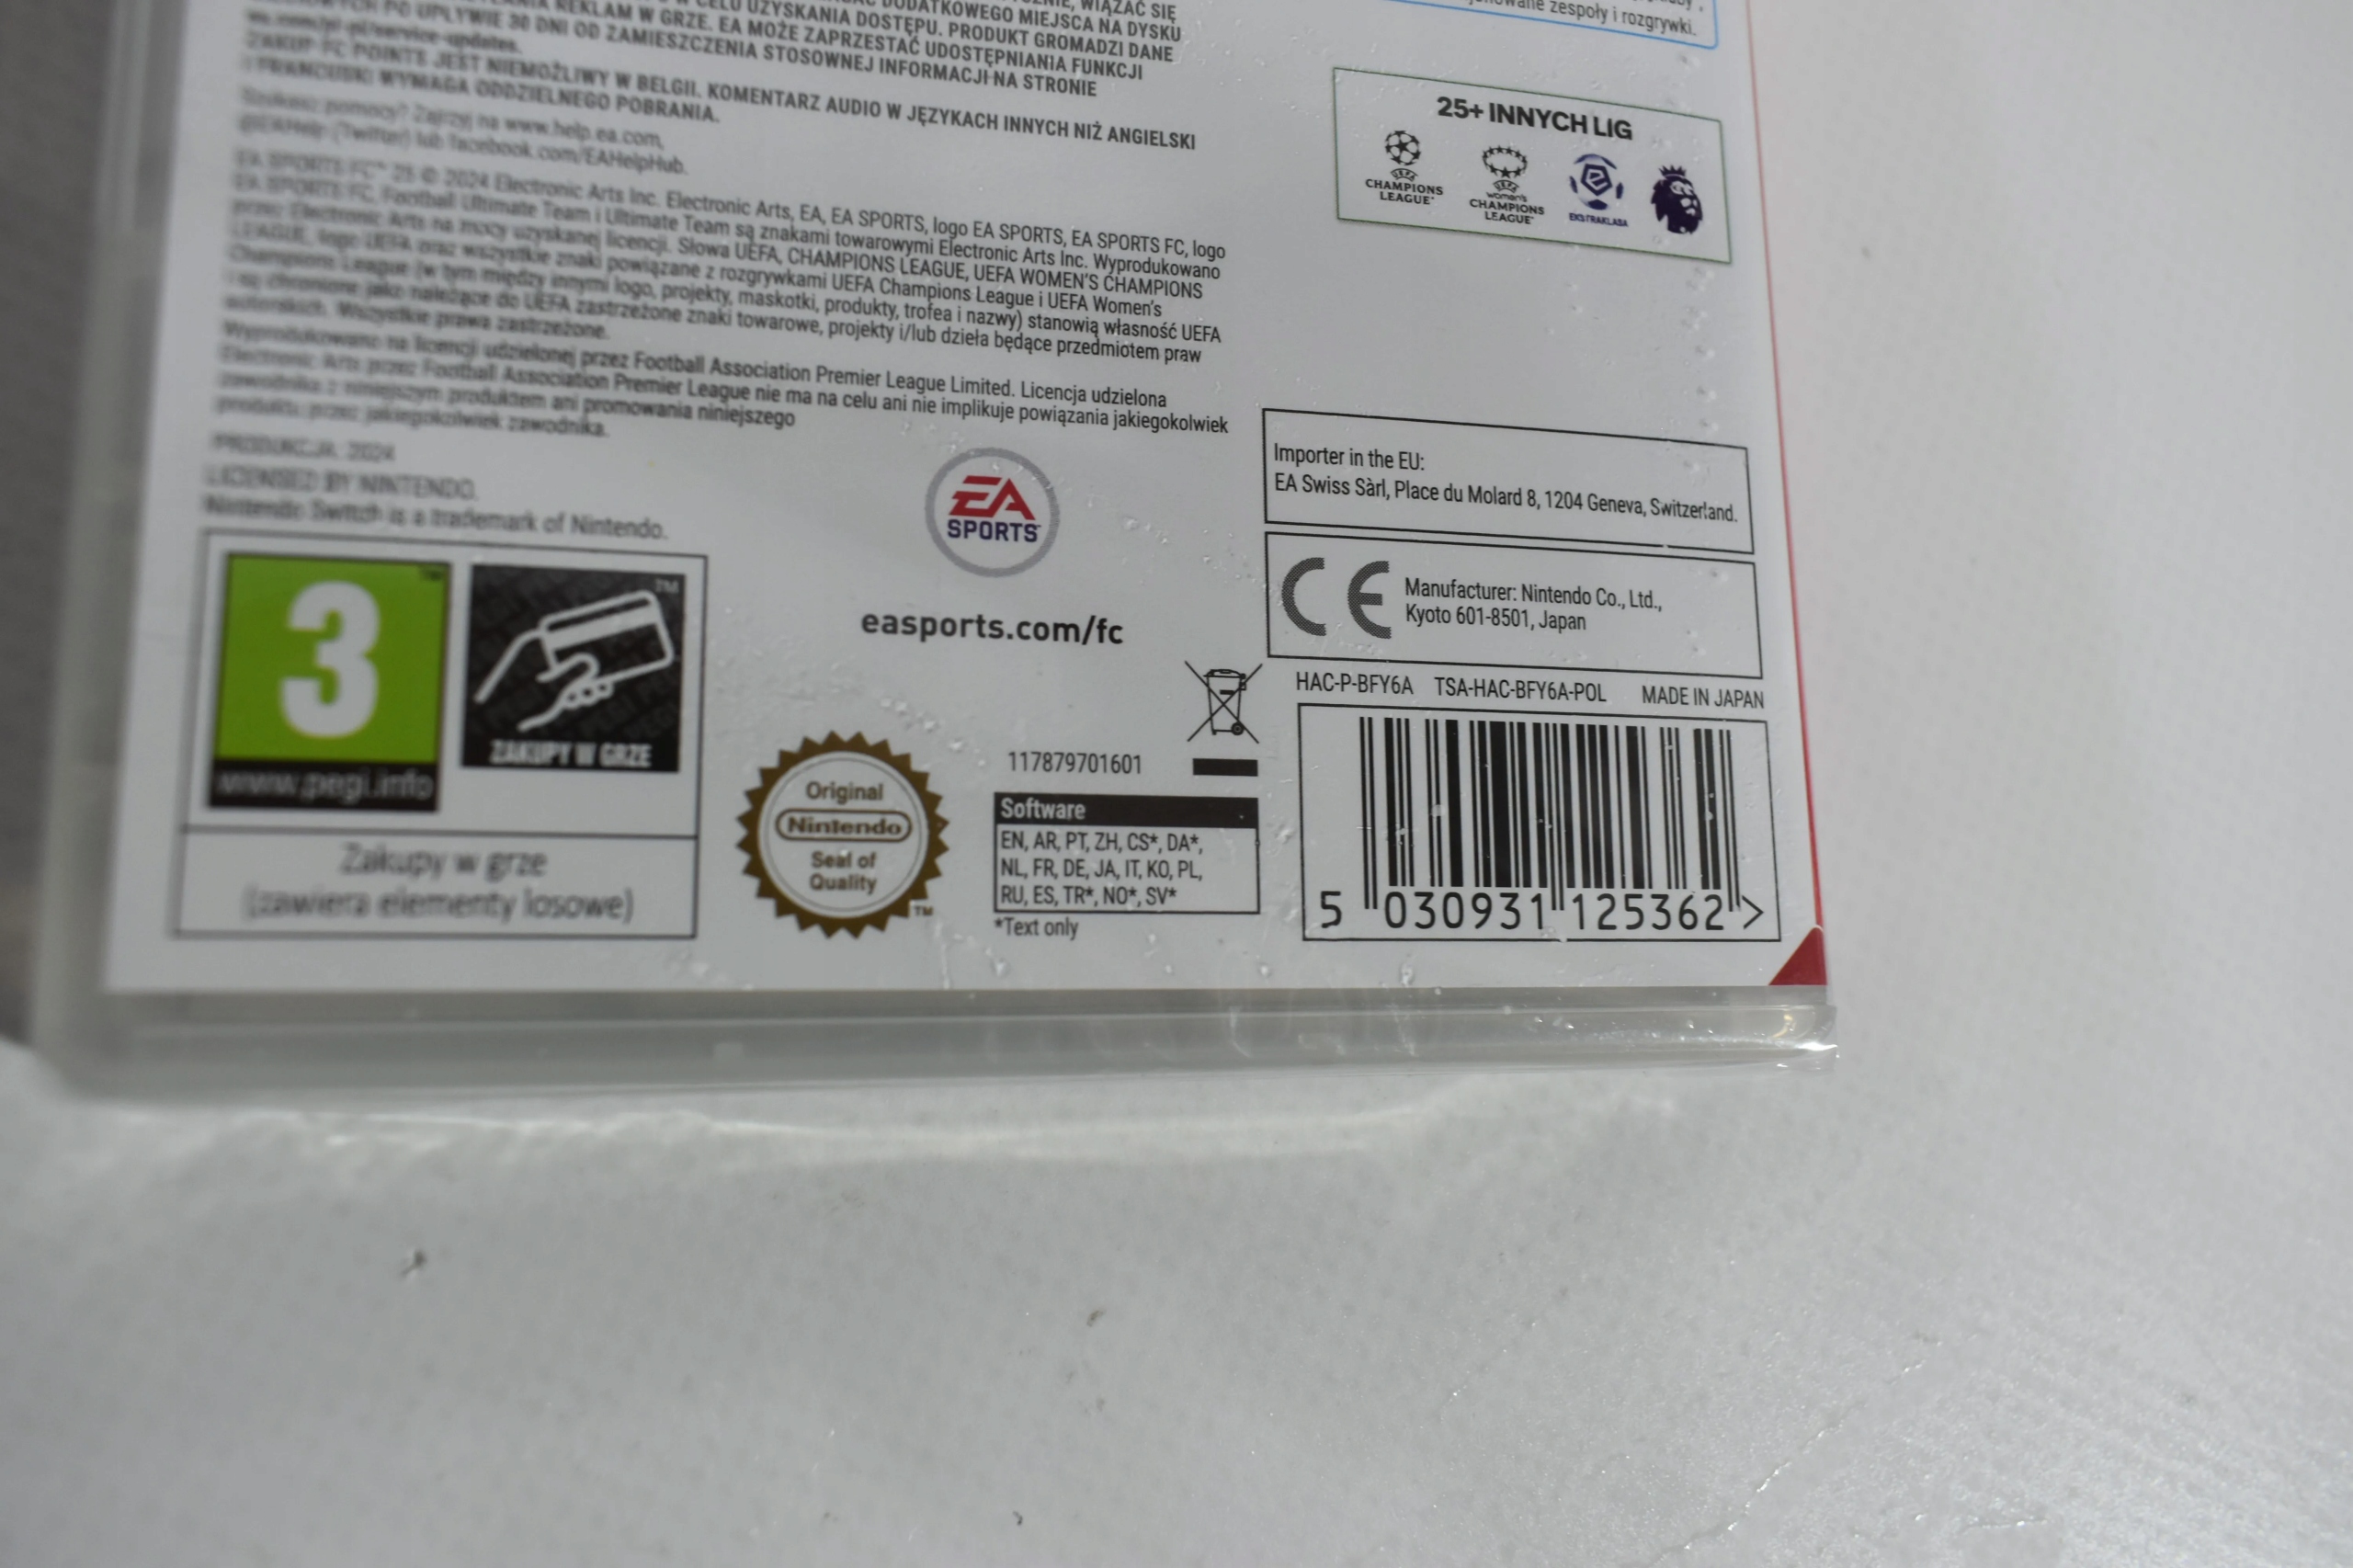 WIĄZAĆ SIĘ
DODATKOWEGO MIEJSCA NA DYSKU
CELU UZYSKANIA DOSTĘPU. PRODUKT GROMADZI DANE
REKLAM W GRZE. EA MOŻE ZAPRZESTAĆ UDOSTĘPNIANIA FUNKCJI
PO UPŁYWIE 30 DNI OD ZAMIESZCZENIA STOSOWNEJ INFORMACJI NA STRONIE
ZAKUP FC POINTS JEST NIEMOŻLIWY W BELGII. KOMENTARZ AUDIO W JĘZYKACH INNYCH NIŻ ANGIELSKI
I FRANCUSKI WYMAGA ODDZIELNEGO POBRANIA.
Szukasz pomocy? Zajrzyj na www.help.ea.com,
@EAHelp (Twitter) lub facebook.com/EAHelpHub.
EA SPORTS FC™ 25 © 2024 Electronic Arts Inc. Electronic Arts, EA, EA SPORTS, logo EA SPORTS, EA SPORTS FC, logo
EA SPORTS FC, Football Ultimate Team i Ultimate Team są znakami towarowymi Electronic Arts Inc. Wyprodukowano
przez Electronic Arts na mocy uzyskanej licencji. Słowa UEFA, CHAMPIONS LEAGUE, UEFA WOMEN'S CHAMPIONS
LEAGUE, logo UEFA oraz wszystkie znaki powiązane z rozgrywkami UEFA Champions League i UEFA Women's
Champions League (w tym między innymi logo, projekty, maskotki, produkty, trofea i nazwy) stanowią własność UEFA
i są chronione jako należące do UEFA zastrzeżone znaki towarowe, projekty i/lub dzieła będące przedmiotem praw
autorskich. Wszystkie prawa zastrzeżone.
Wyprodukowano na licencji udzielonej przez Football Association Premier League Limited. Licencja udzielona
Electronic Arts przez Football Association Premier League nie ma na celu ani nie implikuje powiązania jakiegokolwiek
zawodnika z niniejszym produktem ani promowania niniejszego
produktu przez jakiegokolwiek zawodnika.
PRODUKCJA: 2024
LICENSED BY NINTENDO.
Nintendo Switch is a trademark of Nintendo.
zespoły i rozgrywki.
25+ INNYCH LIG
UEFA
CHAMPIONS
LEAGUE
UEFA
women's
CHAMPIONS
LEAGUE
EKSTRAKLASA
EA
SPORTS
easports.com/fc
Importer in the EU:
EA Swiss Sàrl, Place du Molard 8, 1204 Geneva, Switzerland.
CE
Manufacturer: Nintendo Co., Ltd.,
Kyoto 601-8501, Japan
HAC-P-BFY6A TSA-HAC-BFY6A-POL MADE IN JAPAN
5 030931 125362 >
3
www.pegi.info
TM
ZAKUPY W GRZE
Zakupy w grze
(zawiera elementy losowe)
Original
Nintendo
Seal of
Quality
TM
117879701601
Software
EN, AR, PT, ZH, CS*, DA*,
NL, FR, DE, JA, IT, KO, PL,
RU, ES, TR*, NO*, SV*
*Text only